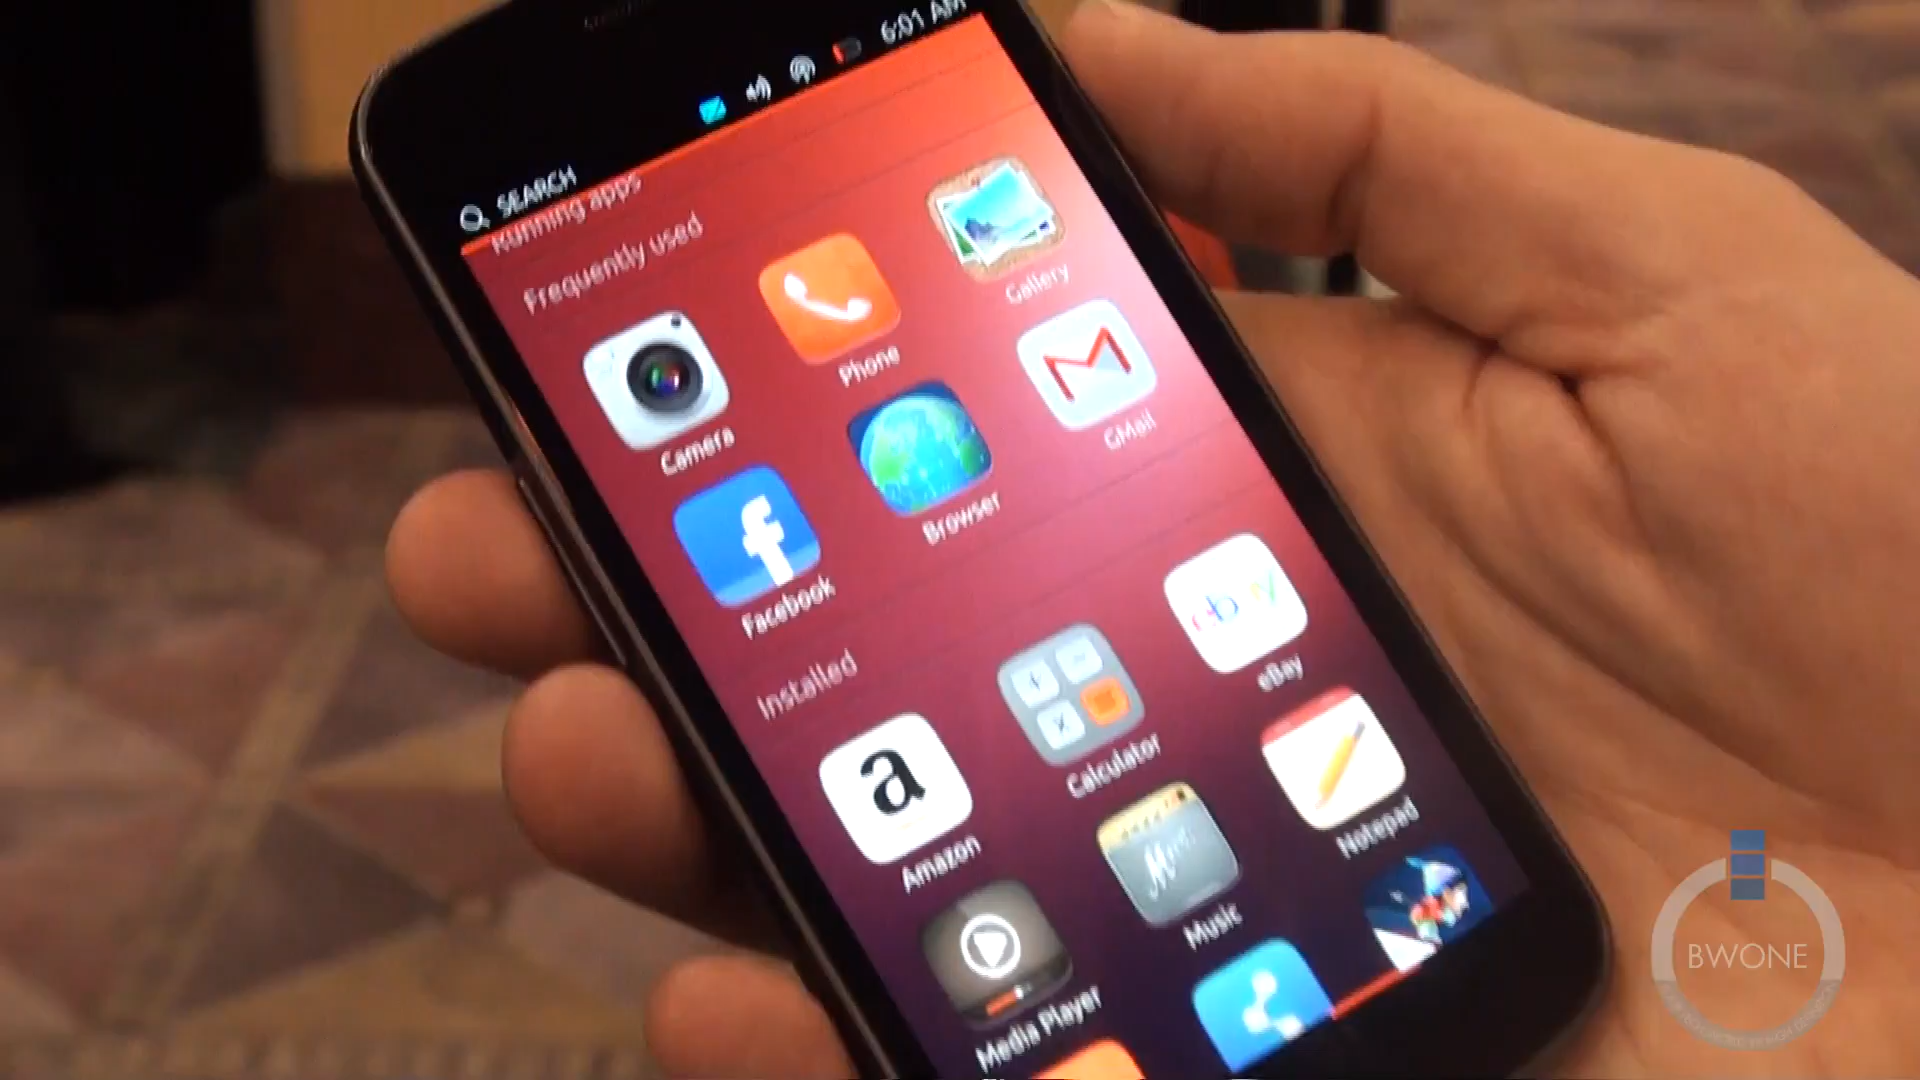 6:01 AM
SEARCH
Running apps
Frequently used
Camera
Phone
Gallery
Facebook
Browser
GMail
Installed
Amazon
a
Calculator
eBay
Media Player
Music
Notepad
BWONE